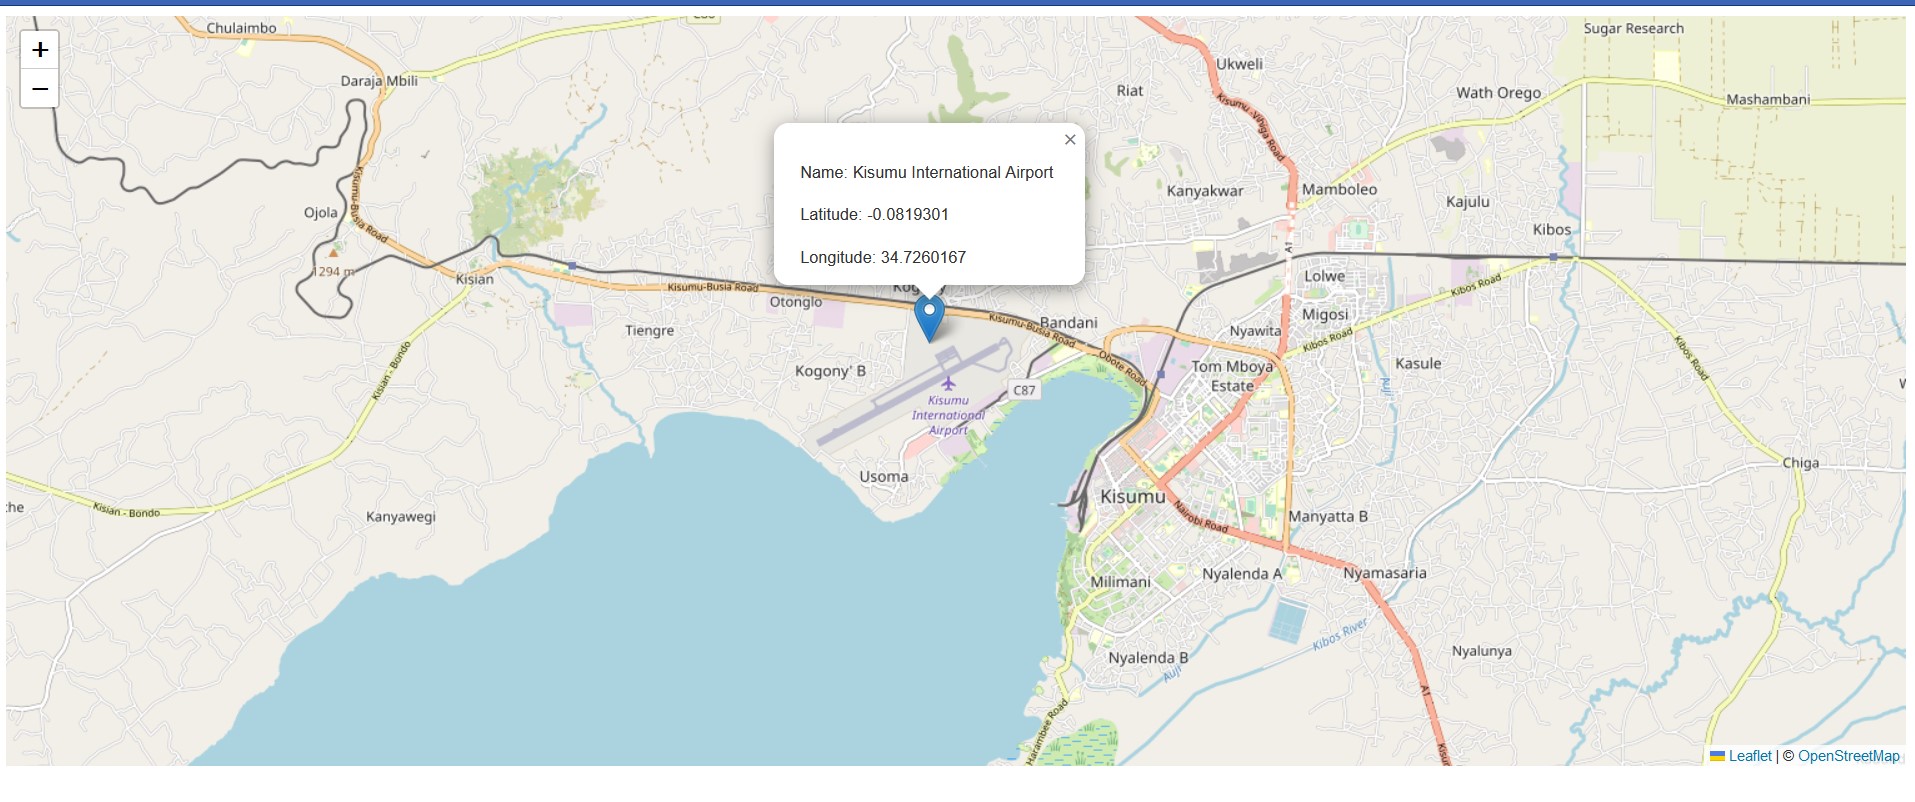 Chulaimbo
Sugar Research
+
Daraja Mbili
Ukweli
Riat
Wath Orego
Mashambani
−
Kisumu - Vihiga Road
×
Name: Kisumu International Airport
Latitude: -0.0819301
Longitude: 34.7260167
Kanyakwar
Mamboleo
Kajulu
Kisumu-Busia Road
Ojola
Kibos
A1
1294 m
Kisian
Lolwe
Kisumu-Busia Road
Otonglo
Kibos Road
Tiengre
Kisumu-Busia Road
Bandani
Nyawita
Migosi
Kibos Road
Kibos Road
Kogony' B
Obote Road
Tom Mboya
Estate
Kasule
Kisian - Bondo
C87
Auji
Kisumu
International
Airport
Usoma
Chiga
Kisumu
Kisian - Bondo
Kanyawegi
Nairobi Road
Manyatta B
Milimani
Nyalenda A
Nyamasaria
Kibos River
Nyalenda B
Auji
Nyalunya
A1
Harambee Road
Leaflet | © OpenStreetMap